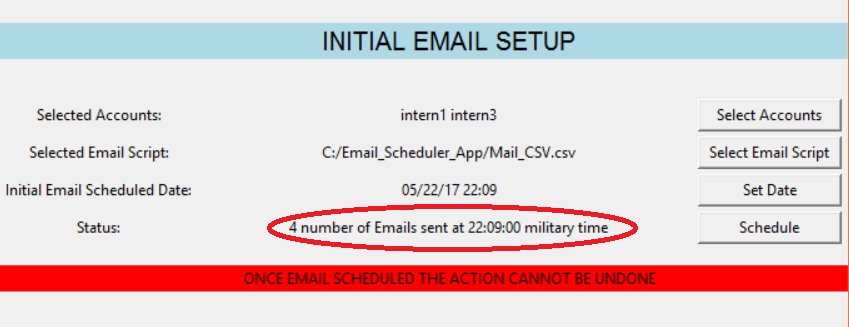 INITIAL EMAIL SETUP
Selected Accounts: intern1 intern3 Select Accounts
Selected Email Script: C:/Email_Scheduler_App/Mail_CSV.csv Select Email Script
Initial Email Scheduled Date: 05/22/17 22:09 Set Date
Status: 4 number of Emails sent at 22:09:00 military time Schedule
ONCE EMAIL SCHEDULED THE ACTION CANNOT BE UNDONE